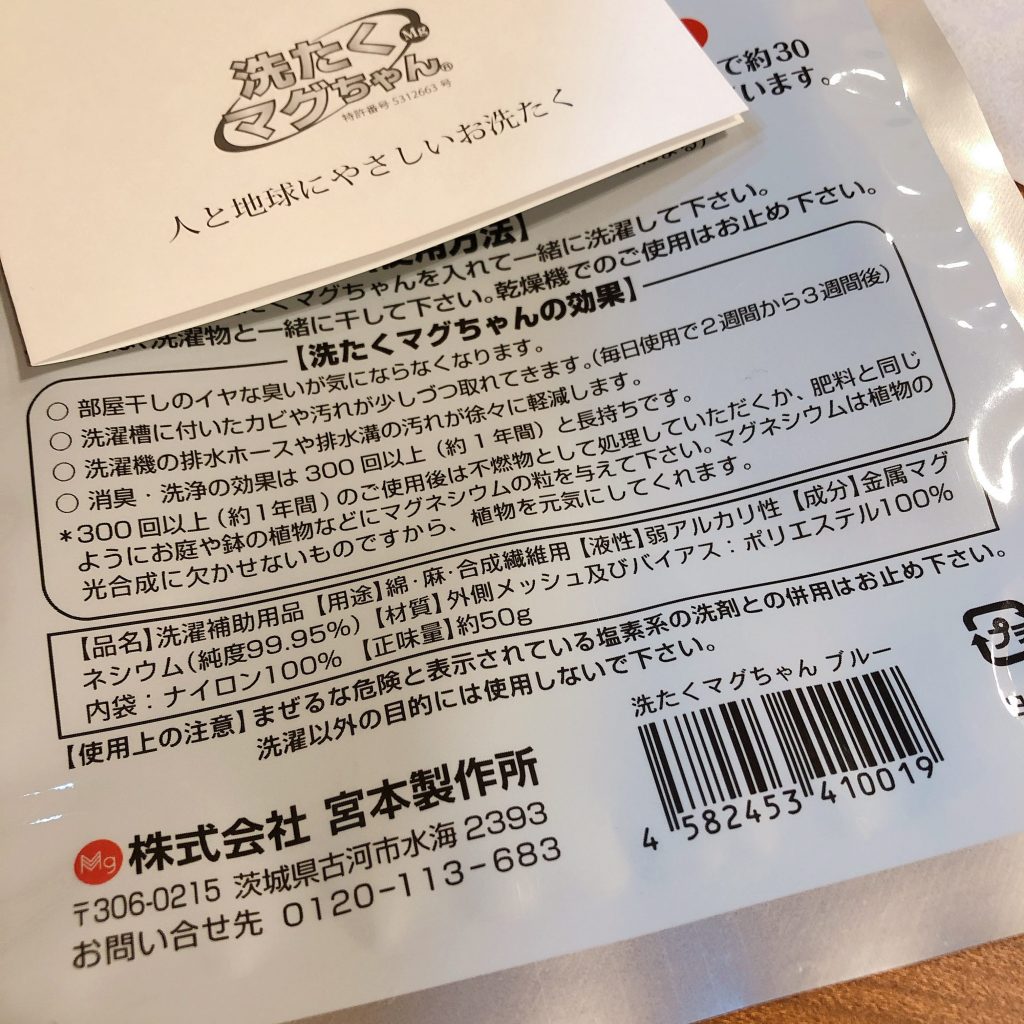 洗たく
Mg
マグちゃん®
特許番号 5312663 号
人と地球にやさしいお洗たく
で約30
います。
使用方法】
たくマグちゃんを入れて一緒に洗濯して下さい。
洗濯物と一緒に干して下さい。乾燥機でのご使用はお止め下さい。
【洗たくマグちゃんの効果】
○ 部屋干しのイヤな臭いが気にならなくなります。
○ 洗濯槽に付いたカビや汚れが少しづつ取れてきます。(毎日使用で2週間から3週間後)
○ 洗濯機の排水ホースや排水溝の汚れが徐々に軽減します。
○ 消臭・洗浄の効果は 300 回以上(約1年間)と長持ちです。
*300 回以上(約1年間)のご使用後は不燃物として処理していただくか、肥料と同じ
ようにお庭や鉢の植物などにマグネシウムの粒を与えて下さい。マグネシウムは植物の
光合成に欠かせないものですから、植物を元気にしてくれます。
【品名】洗濯補助用品 【用途】綿・麻・合成繊維用 【液性】弱アルカリ性 【成分】金属マグ
ネシウム(純度99.95%) 【材質】外側メッシュ及びバイアス:ポリエステル100%
内袋:ナイロン100% 【正味量】約50g
【使用上の注意】まぜるな危険と表示されている塩素系の洗剤との併用はお止め下さい。
洗濯以外の目的には使用しないで下さい。
洗たくマグちゃん ブルー
4 582453 410019
Mg 株式会社 宮本製作所
〒306-0215 茨城県古河市水海 2393
お問い合せ先 0120-113-683